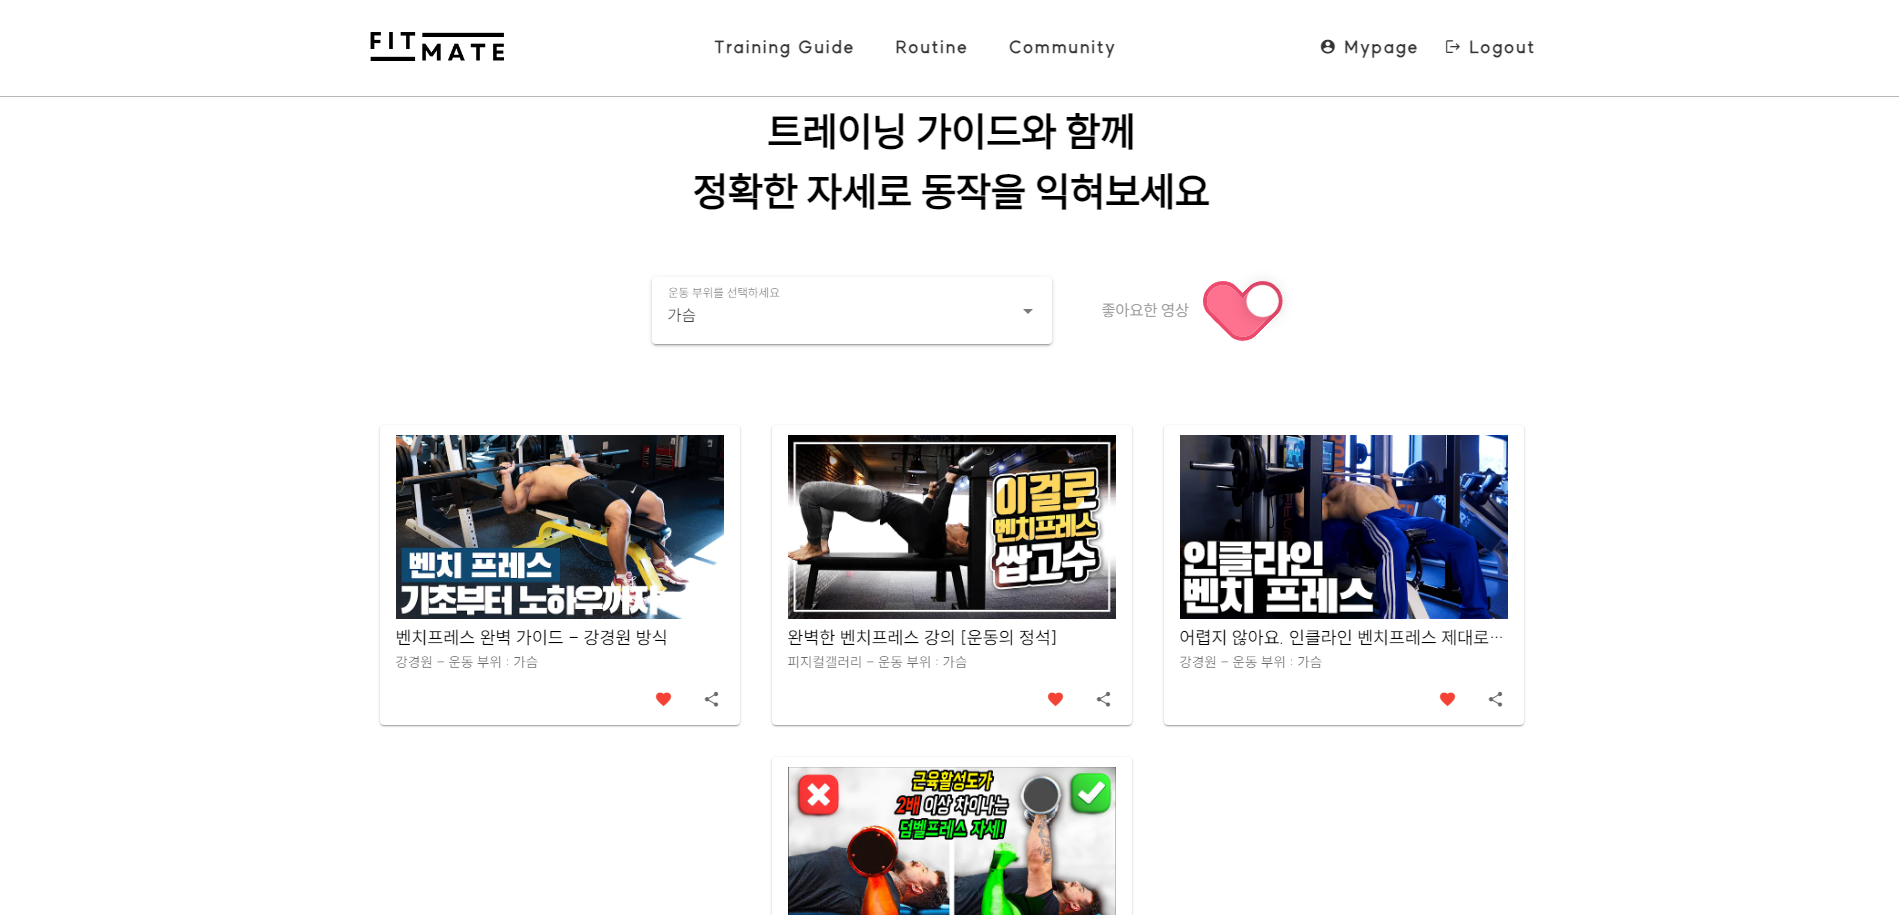 FIT MATE
Training Guide
Routine
Community
Mypage
Logout
트레이닝 가이드와 함께
정확한 자세로 동작을 익혀보세요
운동 부위를 선택하세요
가슴
좋아요한 영상
벤치 프레스
기초부터 노하우까지
이걸로
벤치프레스
쌉고수
인클라인
벤치 프레스
벤치프레스 완벽 가이드 - 강경원 방식
강경원 - 운동 부위 : 가슴
완벽한 벤치프레스 강의 [운동의 정석]
피지컬갤러리 - 운동 부위 : 가슴
어렵지 않아요. 인클라인 벤치프레스 제대로…
강경원 - 운동 부위 : 가슴
근육활성도가
2배 이상 차이나는
덤벨프레스 자세!